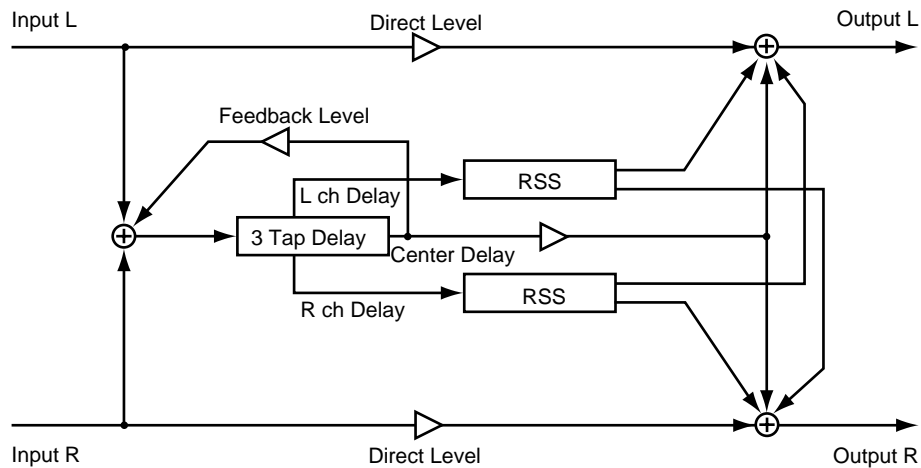 Input L
Direct Level
Output L
Feedback Level
RSS
L ch Delay
3 Tap Delay
Center Delay
RSS
R ch Delay
Input R
Direct Level
Output R